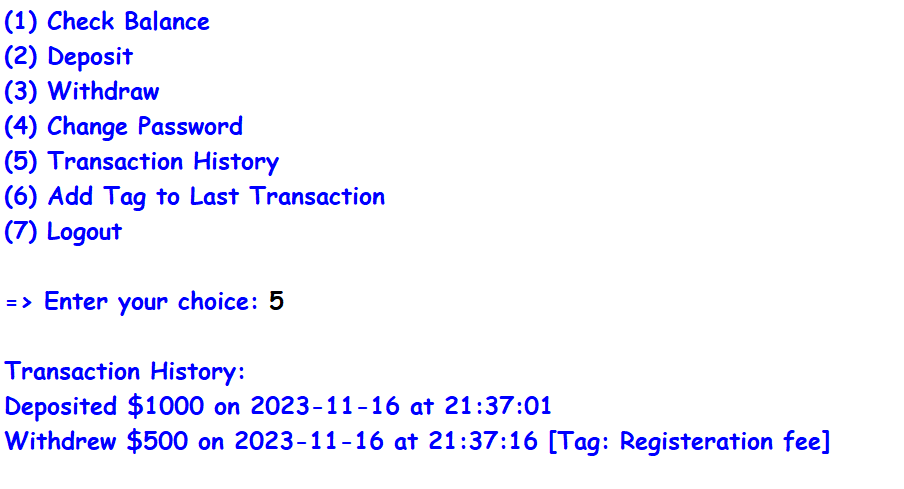 (1) Check Balance
(2) Deposit
(3) Withdraw
(4) Change Password
(5) Transaction History
(6) Add Tag to Last Transaction
(7) Logout
=> Enter your choice: 5
Transaction History:
Deposited $1000 on 2023-11-16 at 21:37:01
Withdrew $500 on 2023-11-16 at 21:37:16 [Tag: Registeration fee]